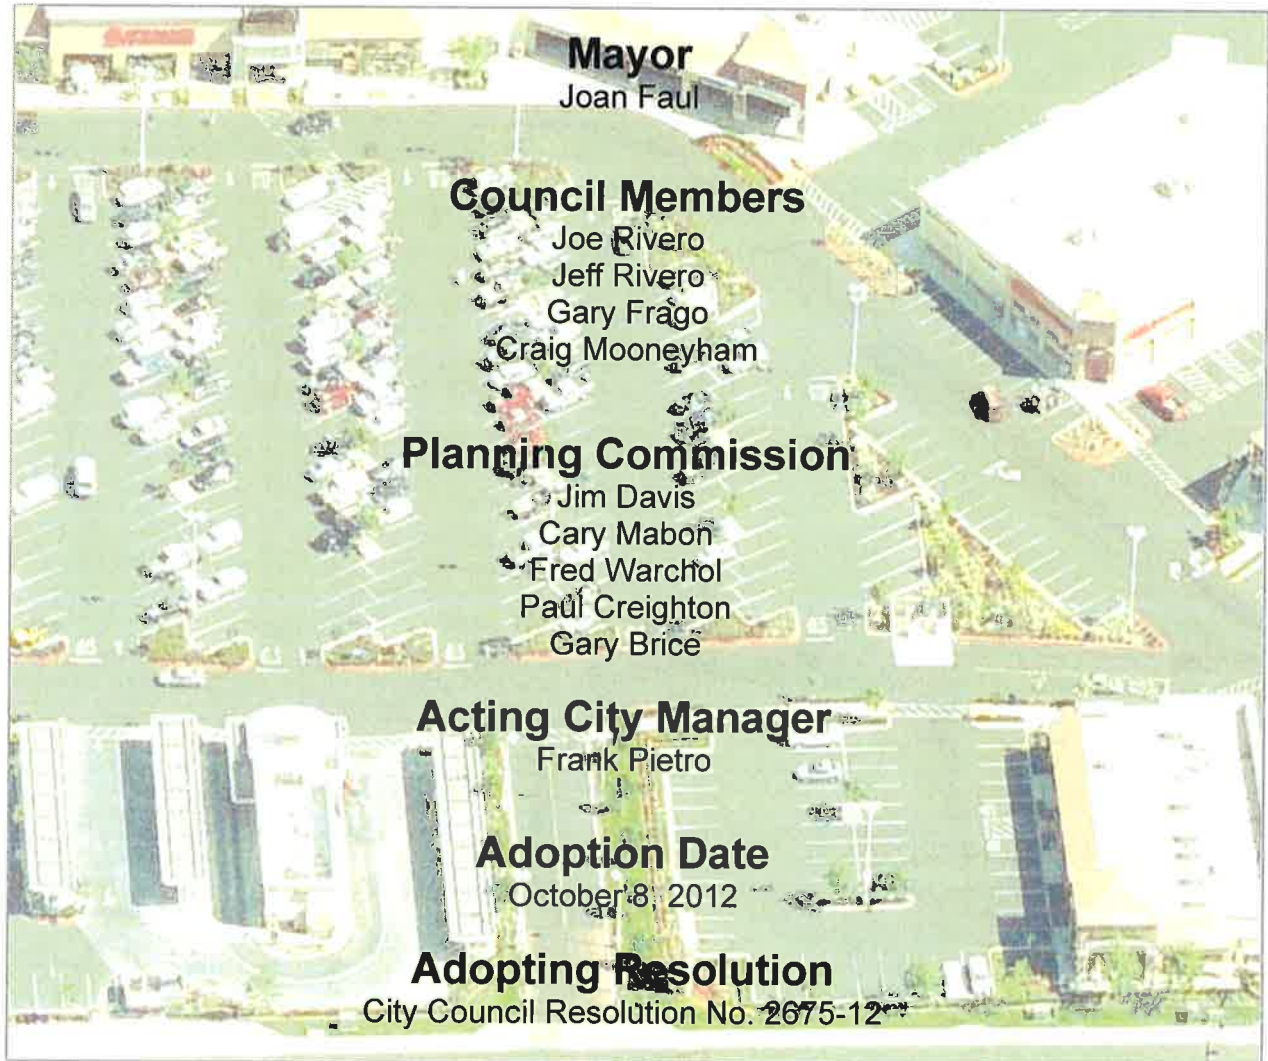 Mayor
Joan Faul
Council Members
Joe Rivero
Jeff Rivero
Gary Frago
Craig Mooneyham
Planning Commission
Jim Davis
Cary Mabon
Fred Warchol
Paul Creighton
Gary Brice
Acting City Manager
Frank Pietro
Adoption Date
October 8, 2012
Adopting Resolution
City Council Resolution No. 2675-12